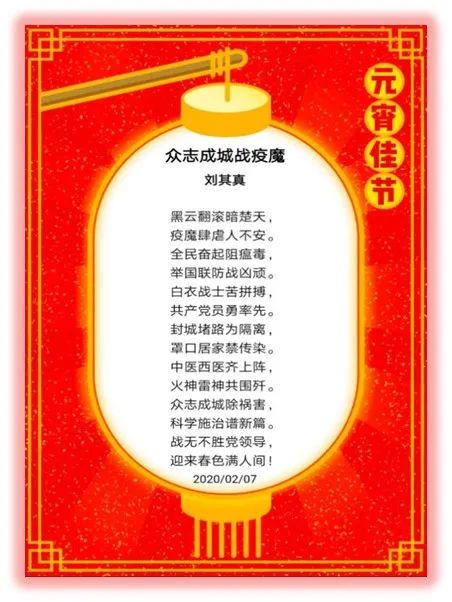 元宵佳节
众志成城战疫魔
刘其真
黑云翻滚暗楚天，
疫魔肆虐人不安。
全民奋起阻瘟毒，
举国联防战凶顽。
白衣战士苦拼搏，
共产党员勇率先。
封城堵路为隔离，
罩口居家禁传染。
中医西医齐上阵，
火神雷神共围歼。
众志成城除祸害，
科学施治谱新篇。
战无不胜党领导，
迎来春色满人间！
2020/02/07